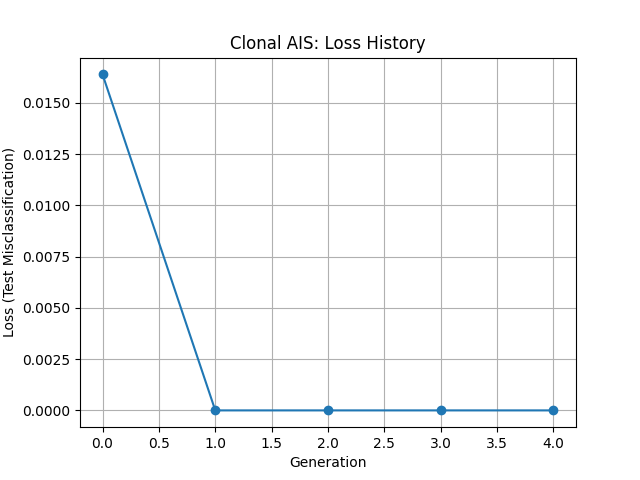 Clonal AIS: Loss History
Loss (Test Misclassification)
0.0150
0.0125
0.0100
0.0075
0.0050
0.0025
0.0000
0.0 0.5 1.0 1.5 2.0 2.5 3.0 3.5 4.0
Generation